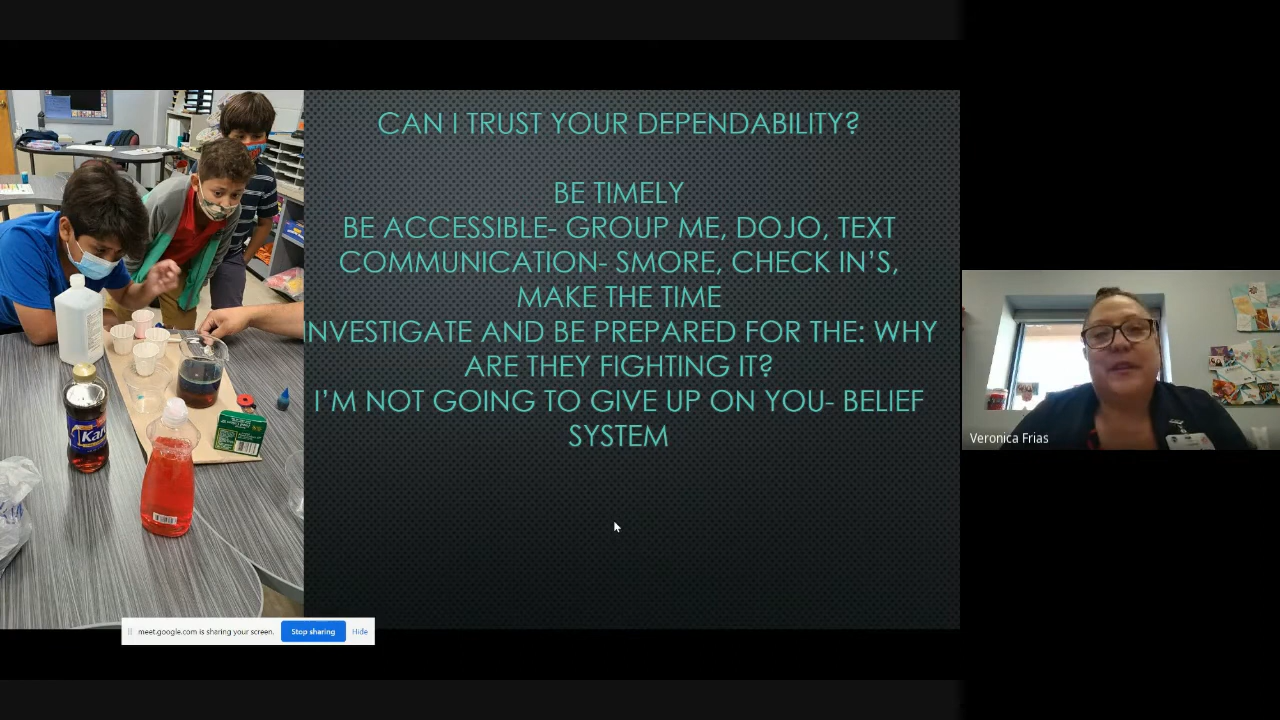 CAN I TRUST YOUR DEPENDABILITY?
BE TIMELY
BE ACCESSIBLE- GROUP ME, DOJO, TEXT
COMMUNICATION- SMORE, CHECK IN'S,
MAKE THE TIME
INVESTIGATE AND BE PREPARED FOR THE: WHY
ARE THEY FIGHTING IT?
I'M NOT GOING TO GIVE UP ON YOU- BELIEF
SYSTEM
Kar
Veronica Frias
meet.google.com is sharing your screen. Stop sharing Hide